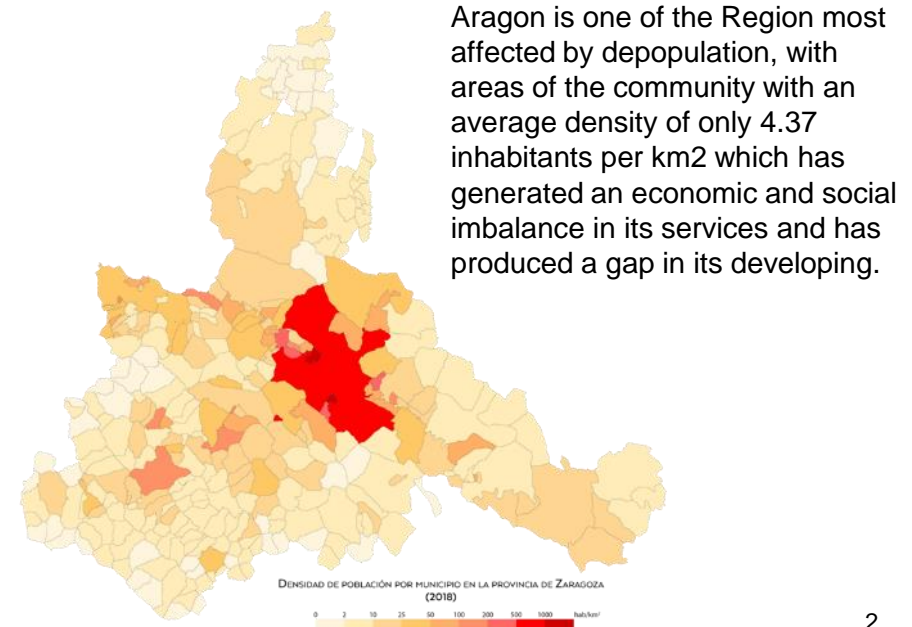 Aragon is one of the Region most
affected by depopulation, with
areas of the community with an
average density of only 4.37
inhabitants per km2 which has
generated an economic and social
imbalance in its services and has
produced a gap in its developing.
DENSIDAD DE POBLACIÓN POR MUNICIPIO EN LA PROVINCIA DE ZARAGOZA
(2018)
0 2 10 25 50 100 200 500 1000 hab/km²
2